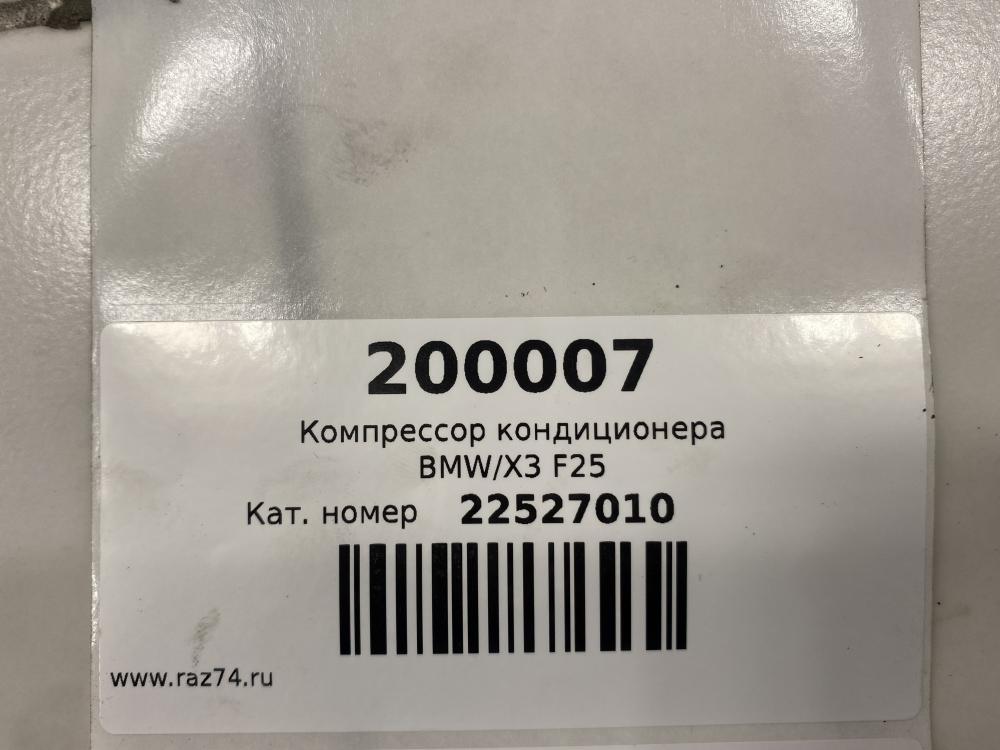 200007
Компрессор кондиционера
BMW/X3 F25
Кат. номер 22527010
www.raz74.ru